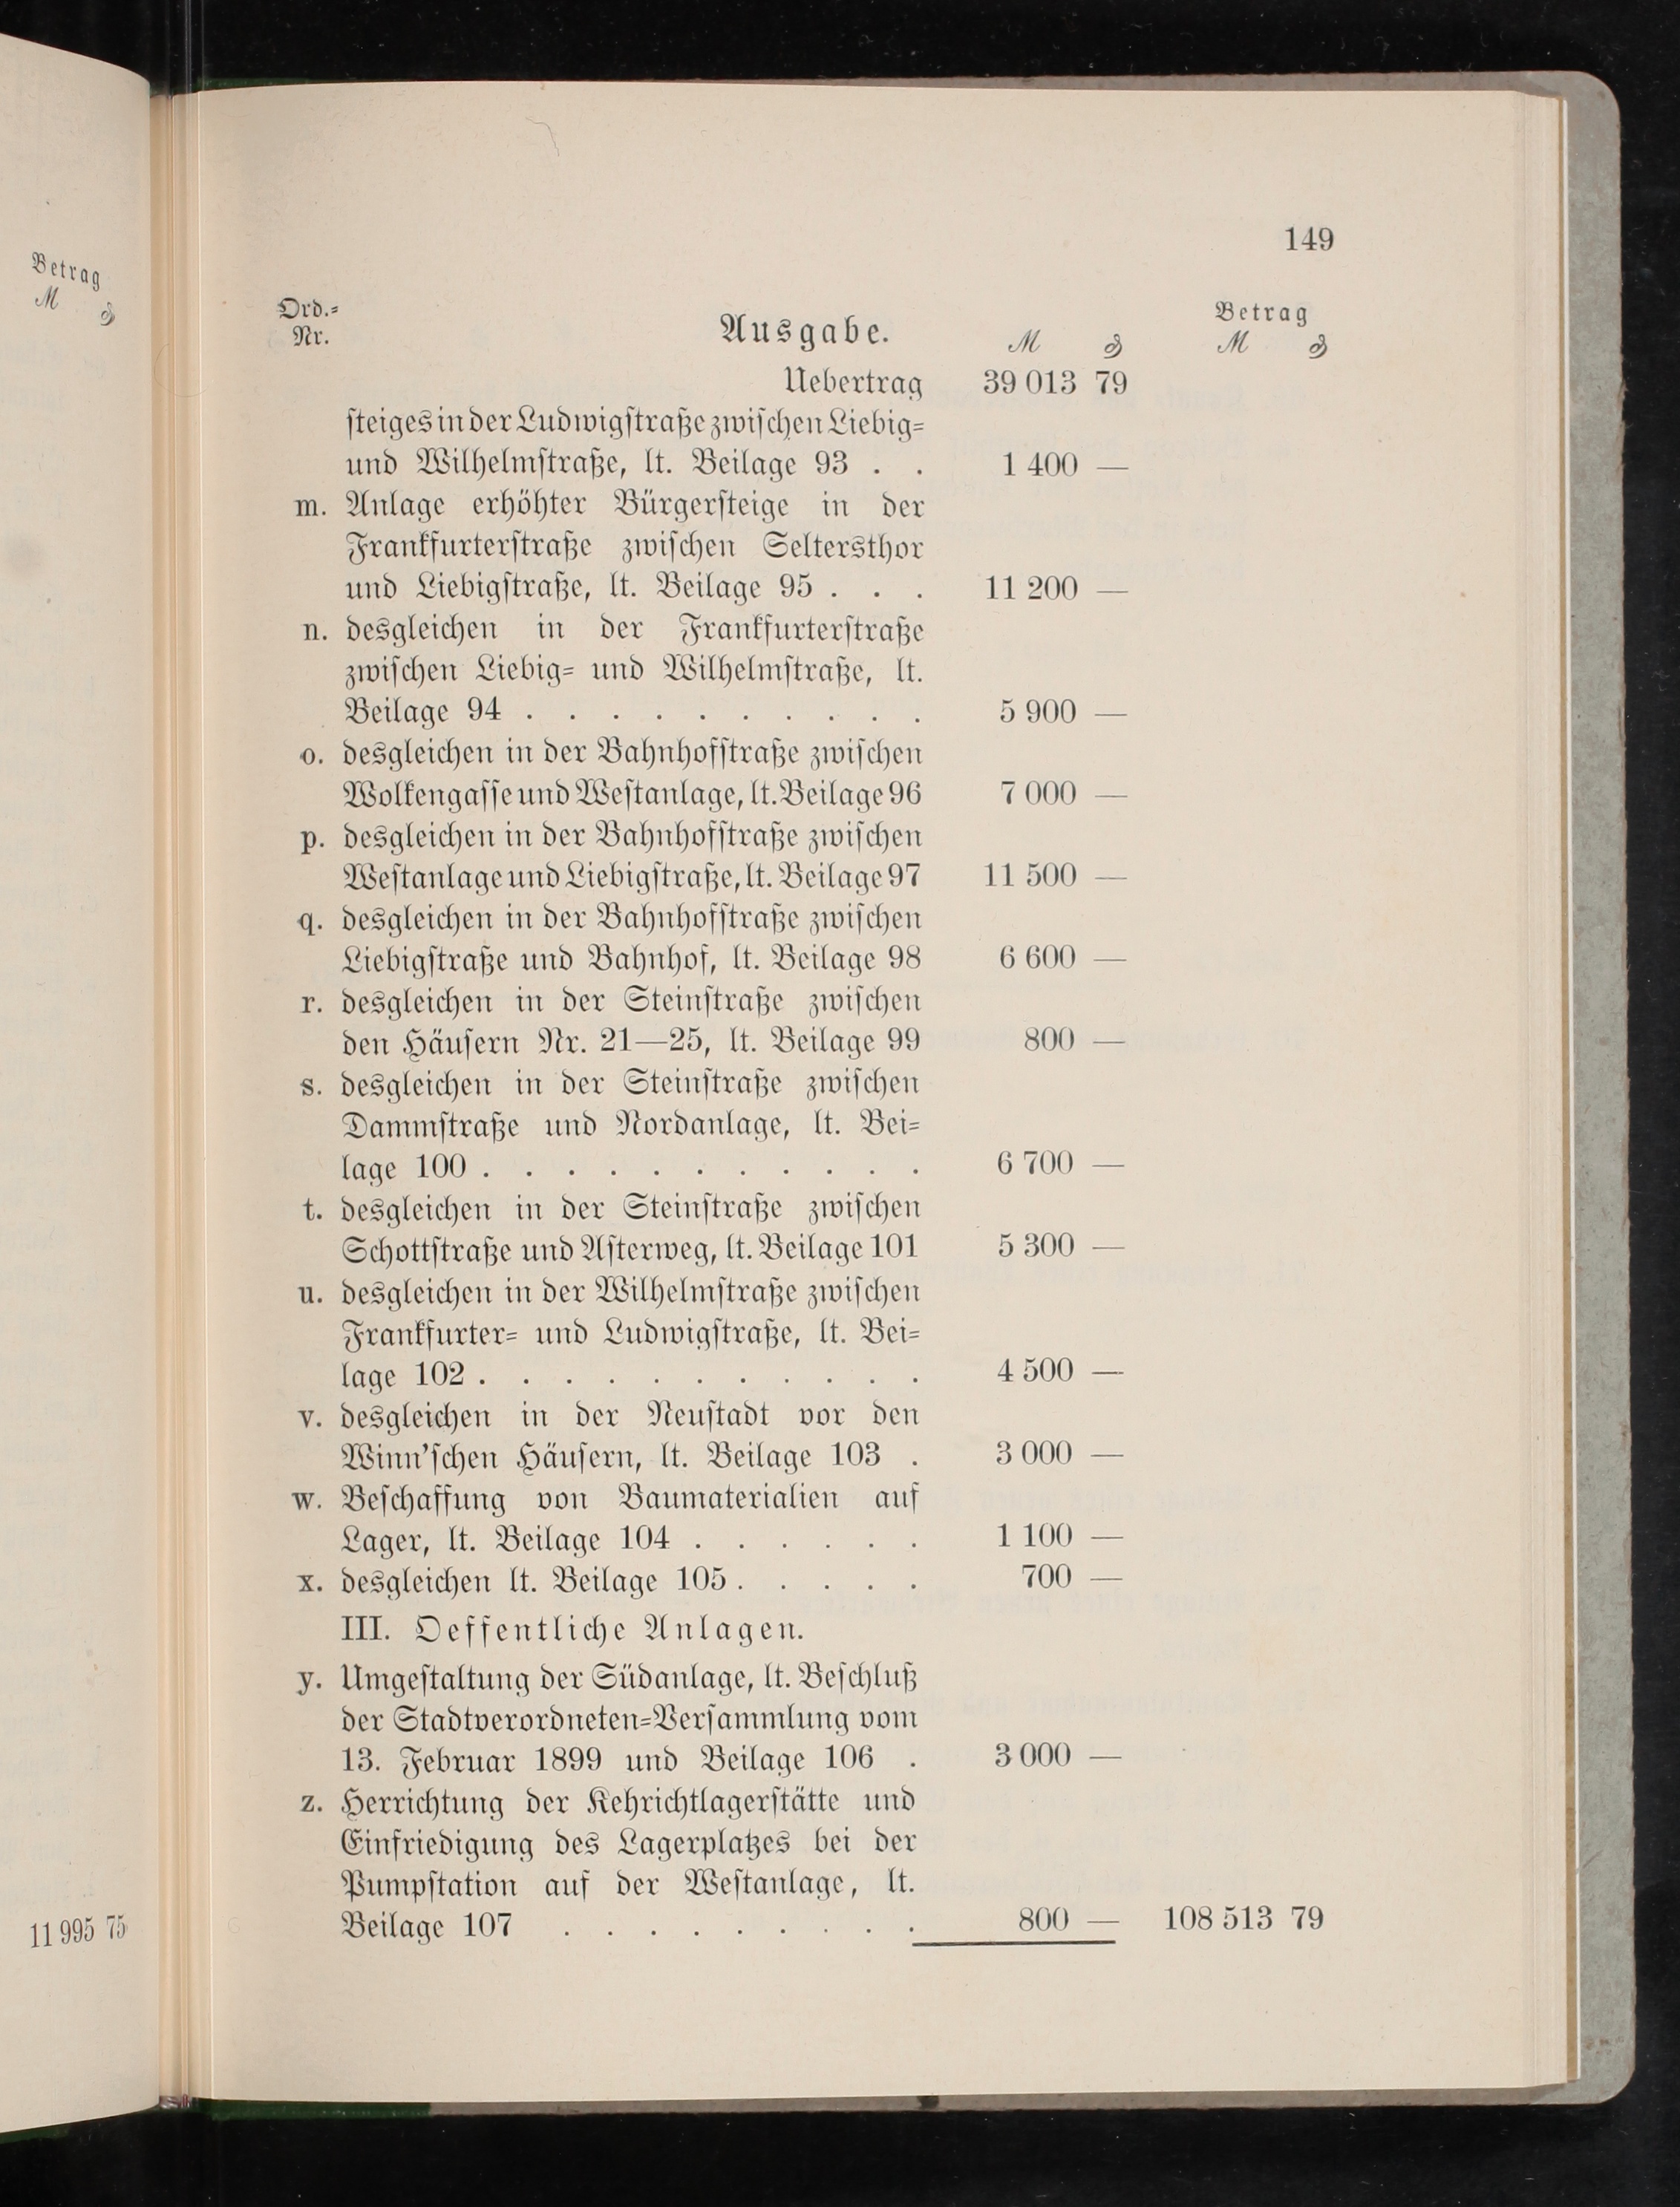 Betrag
M ₰
11 995 75
149
Ord.=
Nr.
Ausgabe.
Betrag
M ₰ M ₰
Uebertrag 39 013 79
ſteiges in der Ludwigſtraße zwiſchen Liebig=
und Wilhelmſtraße, lt. Beilage 93 . . 1 400 —
m. Anlage erhöhter Bürgerſteige in der
Frankfurterſtraße zwiſchen Seltersthor
und Liebigſtraße, lt. Beilage 95 . . . 11 200 —
n. desgleichen in der Frankfurterſtraße
zwiſchen Liebig= und Wilhelmſtraße, lt.
Beilage 94 . . . . . . . . . . 5 900 —
o. desgleichen in der Bahnhofſtraße zwiſchen
Wolkengaſſe und Weſtanlage, lt. Beilage 96 7 000 —
p. desgleichen in der Bahnhofſtraße zwiſchen
Weſtanlage und Liebigſtraße, lt. Beilage 97 11 500 —
q. desgleichen in der Bahnhofſtraße zwiſchen
Liebigſtraße und Bahnhof, lt. Beilage 98 6 600 —
r. desgleichen in der Steinſtraße zwiſchen
den Häuſern Nr. 21—25, lt. Beilage 99 800 —
s. desgleichen in der Steinſtraße zwiſchen
Dammſtraße und Nordanlage, lt. Bei=
lage 100 . . . . . . . . . . . 6 700 —
t. desgleichen in der Steinſtraße zwiſchen
Schottſtraße und Aſterweg, lt. Beilage 101 5 300 —
u. desgleichen in der Wilhelmſtraße zwiſchen
Frankfurter= und Ludwigſtraße, lt. Bei=
lage 102 . . . . . . . . . . . 4 500 —
v. desgleichen in der Neuſtadt vor den
Winn’ſchen Häuſern, lt. Beilage 103 . 3 000 —
w. Beſchaffung von Baumaterialien auf
Lager, lt. Beilage 104 . . . . . . 1 100 —
x. desgleichen lt. Beilage 105 . . . . . 700 —
III. Oeffentliche Anlagen.
y. Umgeſtaltung der Südanlage, lt. Beſchluß
der Stadtverordneten=Verſammlung vom
13. Februar 1899 und Beilage 106 . 3 000 —
z. Herrichtung der Kehrichtlagerſtätte und
Einfriedigung des Lagerplatzes bei der
Pumpſtation auf der Weſtanlage, lt.
Beilage 107 . . . . . . . . . 800 — 108 513 79